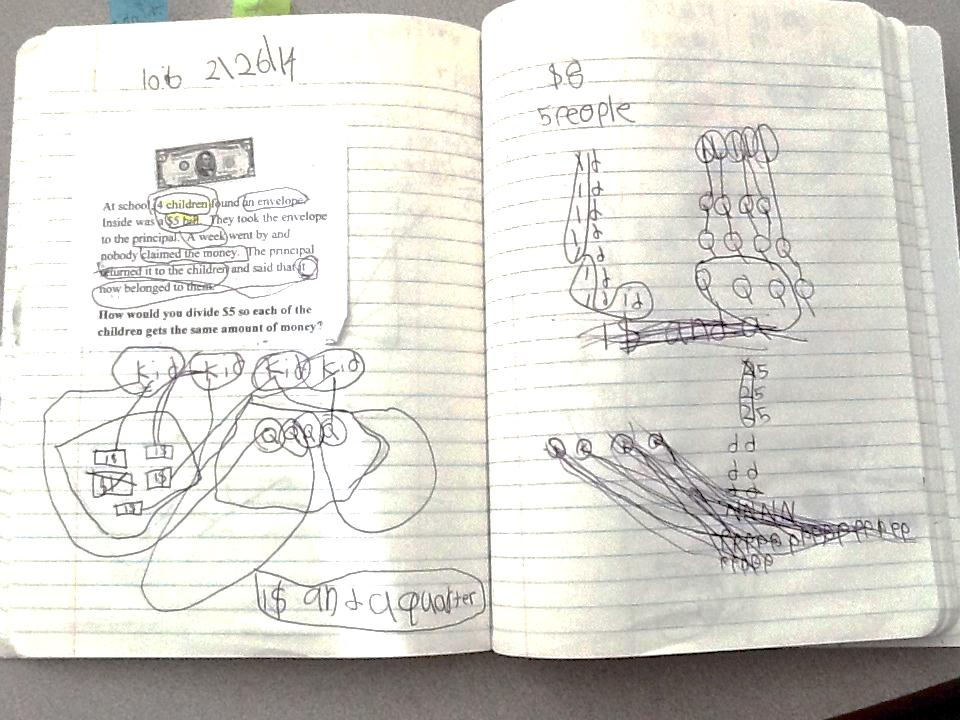 2\26\14
At school, 4 children found an envelope.
Inside was a $5 bill. They took the envelope
to the principal. A week went by and
nobody claimed the money. The principal
returned it to the children and said that it
now belonged to them.
How would you divide $5 so each of the
children gets the same amount of money?
kid kid kid kid
Q Q Q Q
1$ 1$
1$ 1$
1$
1$ and a quarter
$8
5 People
1 d
1 d
1 d
1 d
1 d
1 d
1 d
Q Q Q Q
Q Q Q Q
Q Q Q Q
1$ and a
25
25
25
d d
d d
Q Q Q Q
NNNN